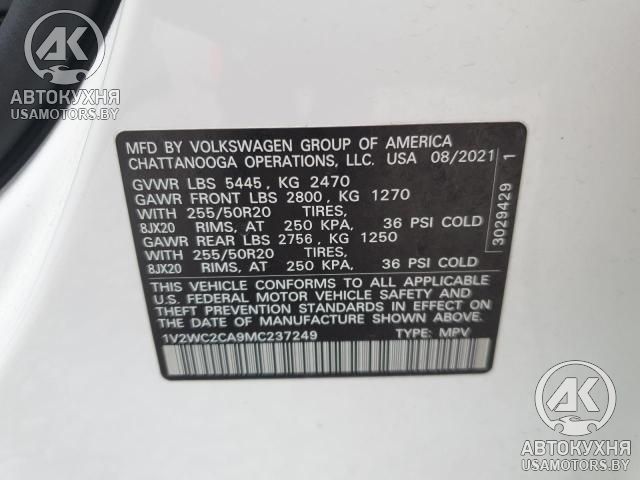 AK
АВТОКУХНЯ
USAMOTORS.BY
MFD BY VOLKSWAGEN GROUP OF AMERICA
CHATTANOOGA OPERATIONS, LLC. USA 08/2021
GVWR LBS 5445 , KG 2470
GAWR FRONT LBS 2800 , KG 1270
WITH 255/50R20 TIRES,
8JX20 RIMS, AT 250 KPA, 36 PSI COLD
GAWR REAR LBS 2756 , KG 1250
WITH 255/50R20 TIRES,
8JX20 RIMS, AT 250 KPA, 36 PSI COLD
THIS VEHICLE CONFORMS TO ALL APPLICABLE
U.S. FEDERAL MOTOR VEHICLE SAFETY AND
THEFT PREVENTION STANDARDS IN EFFECT ON
THE DATE OF MANUFACTURE SHOWN ABOVE.
1V2WC2CA9MC237249 TYPE: MPV
3029429 1
AK
АВТОКУХНЯ
USAMOTORS.BY